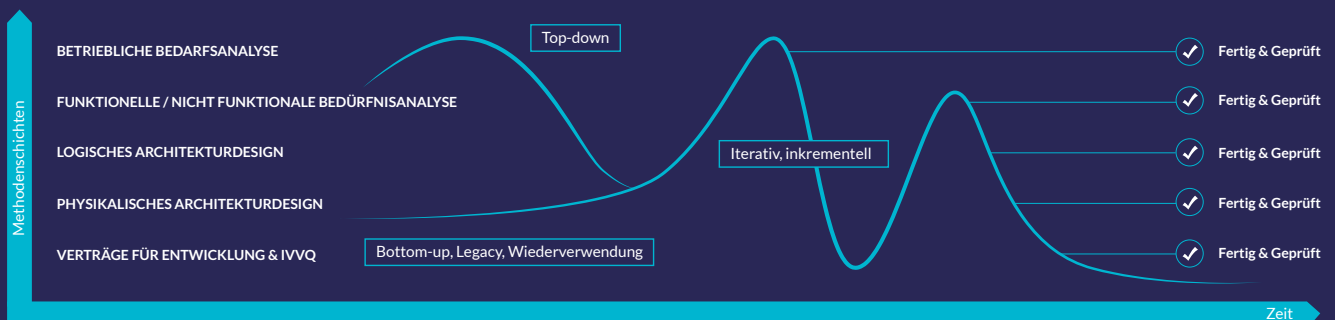 Top-down
BETRIEBLICHE BEDARFSANALYSE
Fertig & Geprüft
FUNKTIONELLE / NICHT FUNKTIONALE BEDÜRFNISANALYSE
Fertig & Geprüft
LOGISCHES ARCHITEKTURDESIGN
Iterativ, inkrementell
Fertig & Geprüft
PHYSIKALISCHES ARCHITEKTURDESIGN
Fertig & Geprüft
VERTRÄGE FÜR ENTWICKLUNG & IVVQ
Bottom-up, Legacy, Wiederverwendung
Fertig & Geprüft
Methodenschichten
Zeit